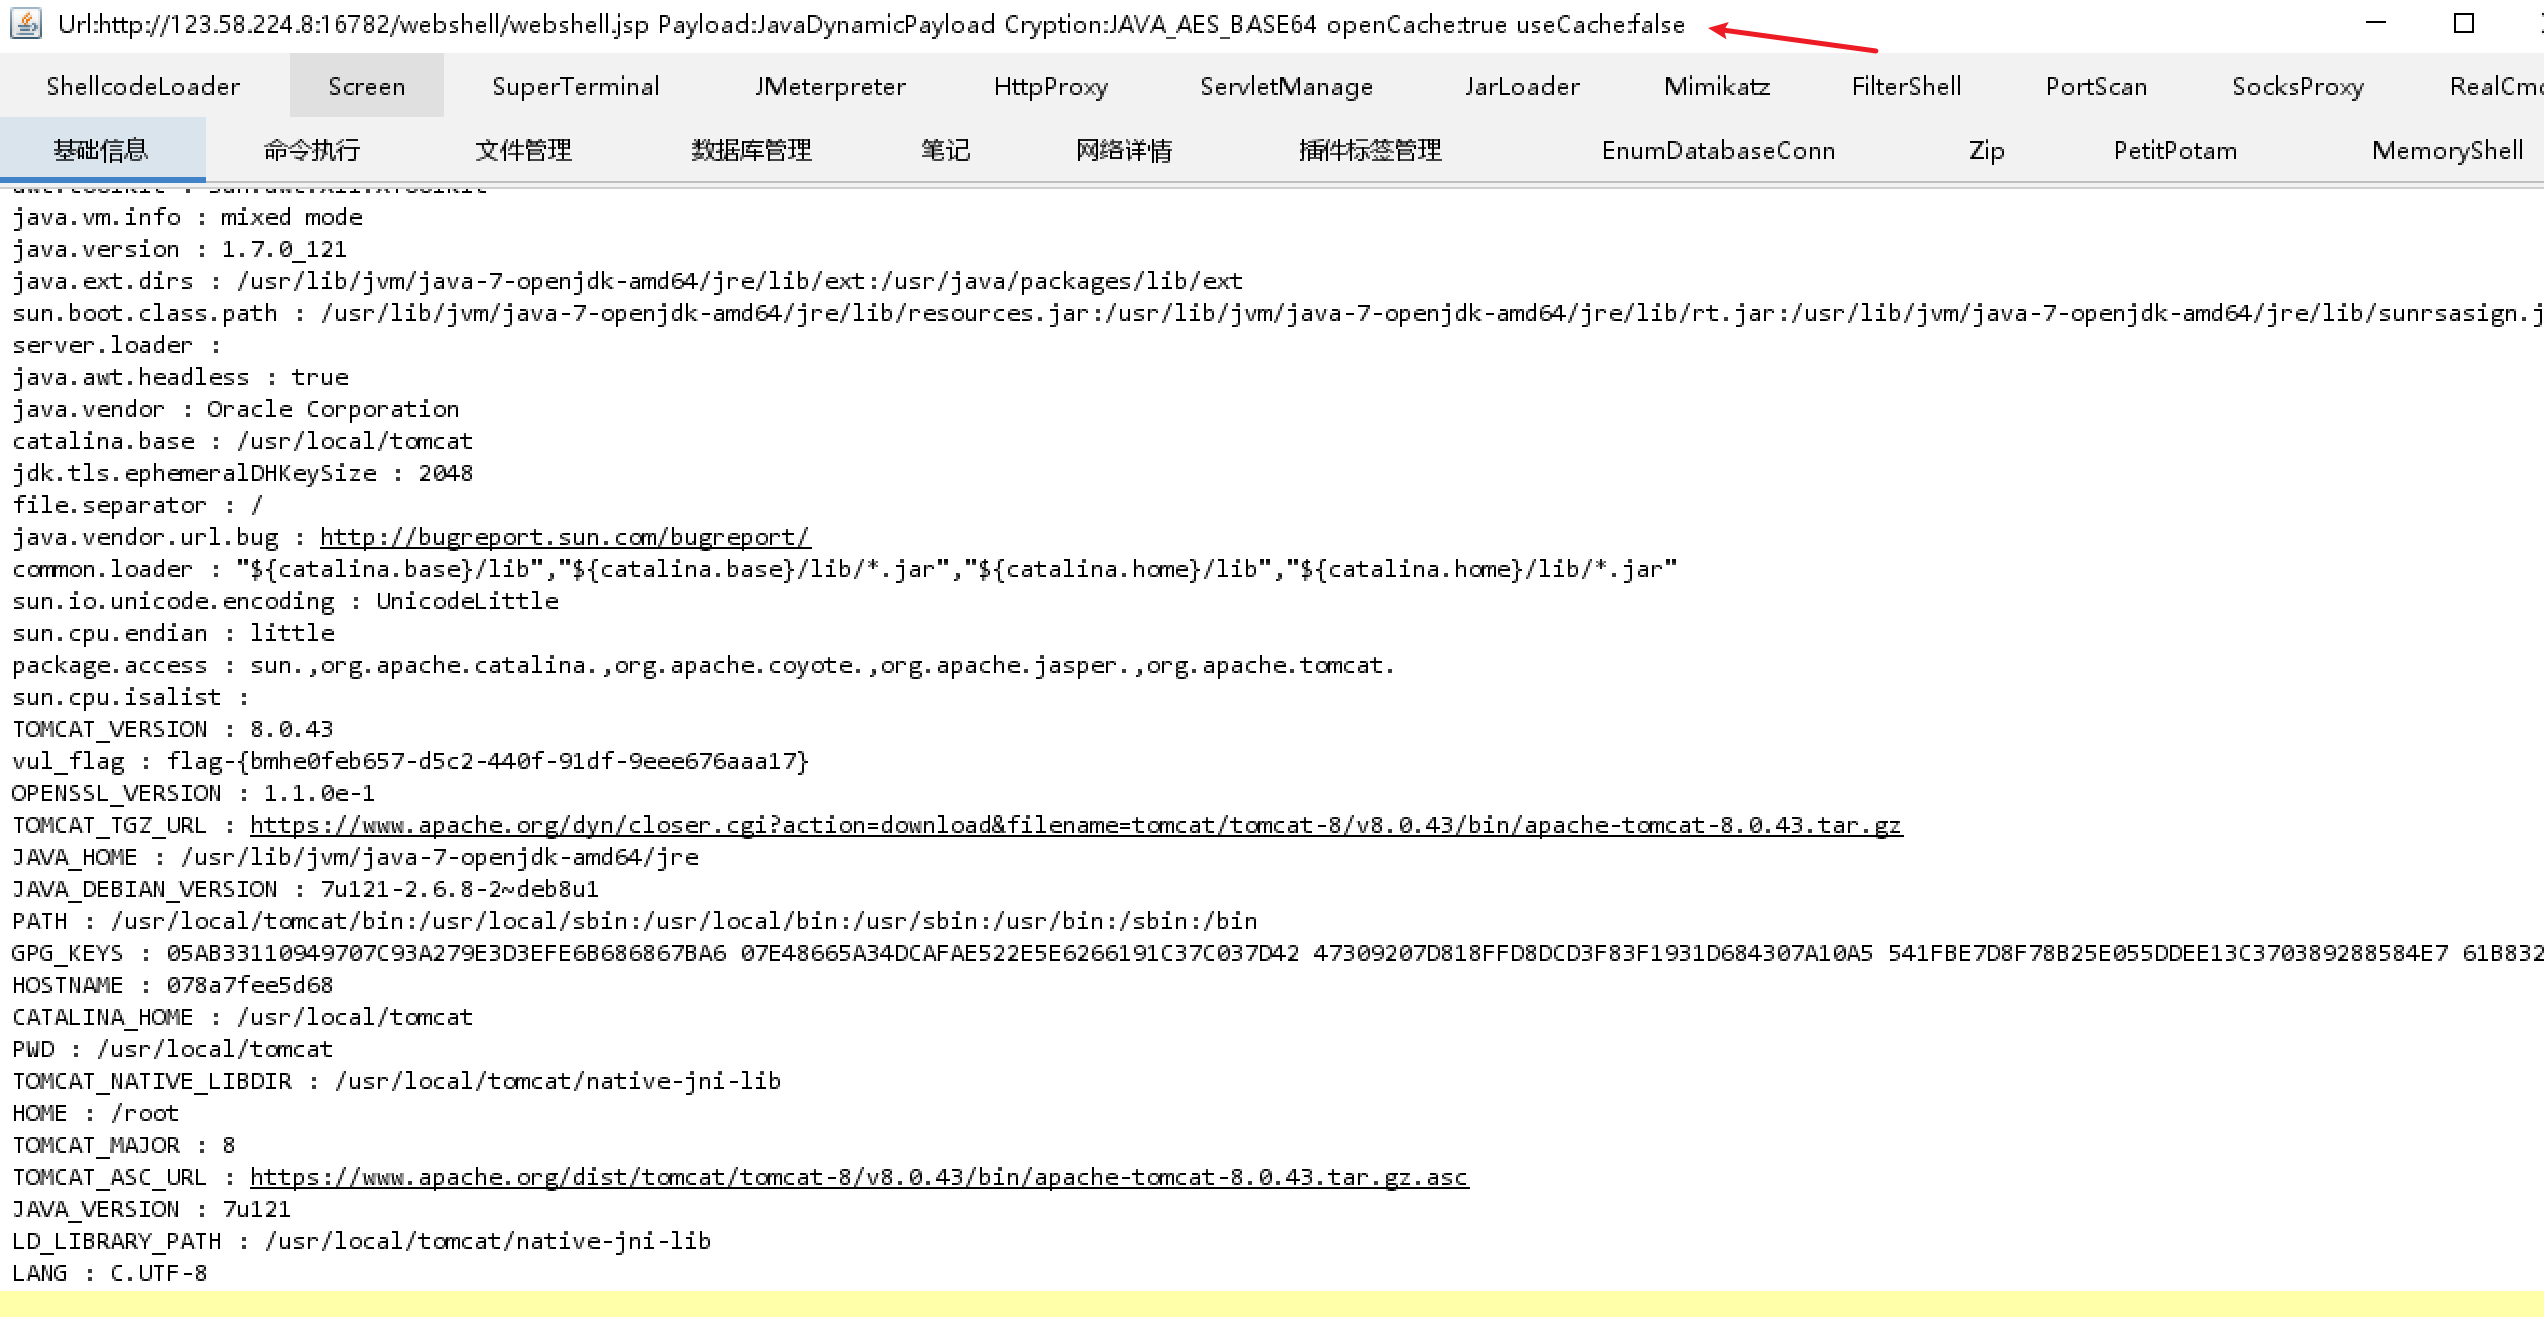 Url:http://123.58.224.8:16782/webshell/webshell.jsp Payload:JavaDynamicPayload Cryption:JAVA_AES_BASE64 openCache:true useCache:false
ShellcodeLoader Screen SuperTerminal JMeterpreter HttpProxy ServletManage JarLoader Mimikatz FilterShell PortScan SocksProxy RealCmd
基础信息 命令执行 文件管理 数据库管理 笔记 网络详情 插件标签管理 EnumDatabaseConn Zip PetitPotam MemoryShell
java.vm.info : mixed mode
java.version : 1.7.0_121
java.ext.dirs : /usr/lib/jvm/java-7-openjdk-amd64/jre/lib/ext:/usr/java/packages/lib/ext
sun.boot.class.path : /usr/lib/jvm/java-7-openjdk-amd64/jre/lib/resources.jar:/usr/lib/jvm/java-7-openjdk-amd64/jre/lib/rt.jar:/usr/lib/jvm/java-7-openjdk-amd64/jre/lib/sunrsasign.j
server.loader :
java.awt.headless : true
java.vendor : Oracle Corporation
catalina.base : /usr/local/tomcat
jdk.tls.ephemeralDHKeySize : 2048
file.separator : /
java.vendor.url.bug : http://bugreport.sun.com/bugreport/
common.loader : "${catalina.base}/lib","${catalina.base}/lib/*.jar","${catalina.home}/lib","${catalina.home}/lib/*.jar"
sun.io.unicode.encoding : UnicodeLittle
sun.cpu.endian : little
package.access : sun.,org.apache.catalina.,org.apache.coyote.,org.apache.jasper.,org.apache.tomcat.
sun.cpu.isalist :
TOMCAT_VERSION : 8.0.43
vul_flag : flag-{bmhe0feb657-d5c2-440f-91df-9eee676aaa17}
OPENSSL_VERSION : 1.1.0e-1
TOMCAT_TGZ_URL : https://www.apache.org/dyn/closer.cgi?action=download&filename=tomcat/tomcat-8/v8.0.43/bin/apache-tomcat-8.0.43.tar.gz
JAVA_HOME : /usr/lib/jvm/java-7-openjdk-amd64/jre
JAVA_DEBIAN_VERSION : 7u121-2.6.8-2~deb8u1
PATH : /usr/local/tomcat/bin:/usr/local/sbin:/usr/local/bin:/usr/sbin:/usr/bin:/sbin:/bin
GPG_KEYS : 05AB33110949707C93A279E3D3EFE6B686867BA6 07E48665A34DCAFAE522E5E6266191C37C037D42 47309207D818FFD8DCD3F83F1931D684307A10A5 541FBE7D8F78B25E055DDEE13C370389288584E7 61B832
HOSTNAME : 078a7fee5d68
CATALINA_HOME : /usr/local/tomcat
PWD : /usr/local/tomcat
TOMCAT_NATIVE_LIBDIR : /usr/local/tomcat/native-jni-lib
HOME : /root
TOMCAT_MAJOR : 8
TOMCAT_ASC_URL : https://www.apache.org/dist/tomcat/tomcat-8/v8.0.43/bin/apache-tomcat-8.0.43.tar.gz.asc
JAVA_VERSION : 7u121
LD_LIBRARY_PATH : /usr/local/tomcat/native-jni-lib
LANG : C.UTF-8